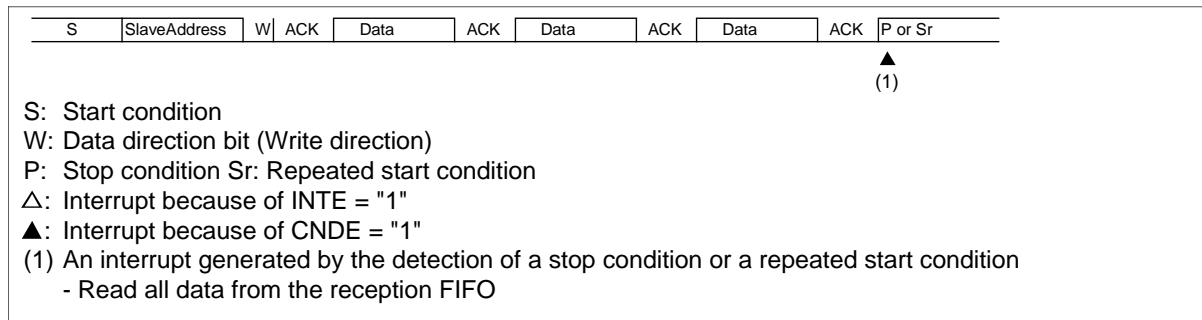 S SlaveAddress W ACK Data ACK Data ACK Data ACK P or Sr
▲
(1)
S: Start condition
W: Data direction bit (Write direction)
P: Stop condition Sr: Repeated start condition
△: Interrupt because of INTE = "1"
▲: Interrupt because of CNDE = "1"
(1) An interrupt generated by the detection of a stop condition or a repeated start condition
- Read all data from the reception FIFO